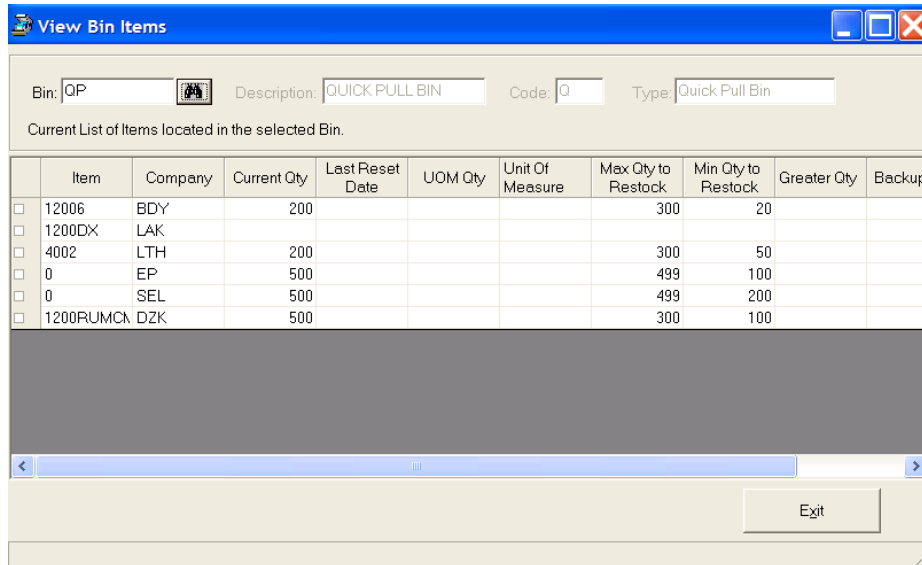 View Bin Items
Bin: QP Description: QUICK PULL BIN Code: Q Type: Quick Pull Bin
Current List of Items located in the selected Bin.
Item Company Current Qty Last Reset Date UOM Qty Unit Of Measure Max Qty to Restock Min Qty to Restock Greater Qty Backup
12006 BDY 200 300 20
1200DX LAK
4002 LTH 200 300 50
0 EP 500 499 100
0 SEL 500 499 200
1200RUMCM DZK 500 300 100
Exit